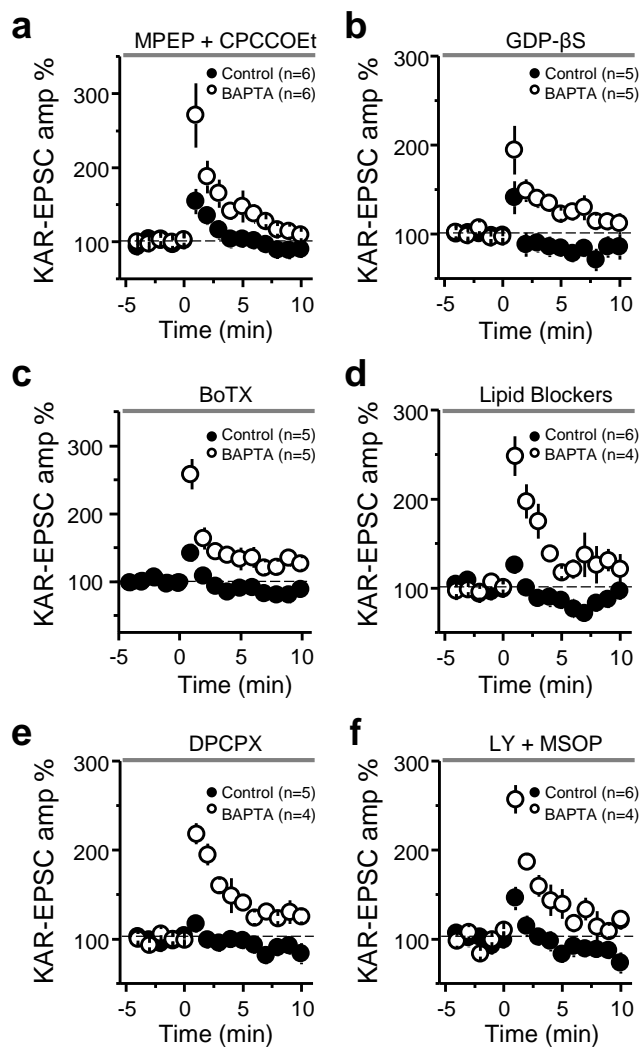 a
MPEP + CPCCOEt
KAR-EPSC amp %
300
200
100
Control (n=6)
BAPTA (n=6)
-5 0 5 10
Time (min)
b
GDP-βS
KAR-EPSC amp %
300
200
100
Control (n=5)
BAPTA (n=5)
-5 0 5 10
Time (min)
c
BoTX
KAR-EPSC amp %
300
200
100
Control (n=5)
BAPTA (n=5)
-5 0 5 10
Time (min)
d
Lipid Blockers
KAR-EPSC amp %
300
200
100
Control (n=6)
BAPTA (n=4)
-5 0 5 10
Time (min)
e
DPCPX
KAR-EPSC amp %
300
200
100
Control (n=5)
BAPTA (n=4)
-5 0 5 10
Time (min)
f
LY + MSOP
KAR-EPSC amp %
300
200
100
Control (n=6)
BAPTA (n=4)
-5 0 5 10
Time (min)